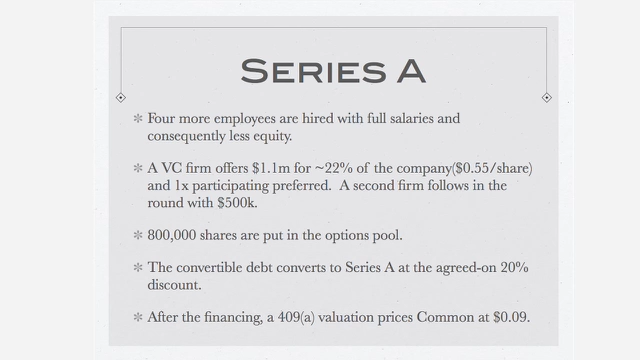 SERIES A
Four more employees are hired with full salaries and
consequently less equity.
A VC firm offers $1.1m for ~22% of the company($0.55/share)
and 1x participating preferred. A second firm follows in the
round with $500k.
800,000 shares are put in the options pool.
The convertible debt converts to Series A at the agreed-on 20%
discount.
After the financing, a 409(a) valuation prices Common at $0.09.